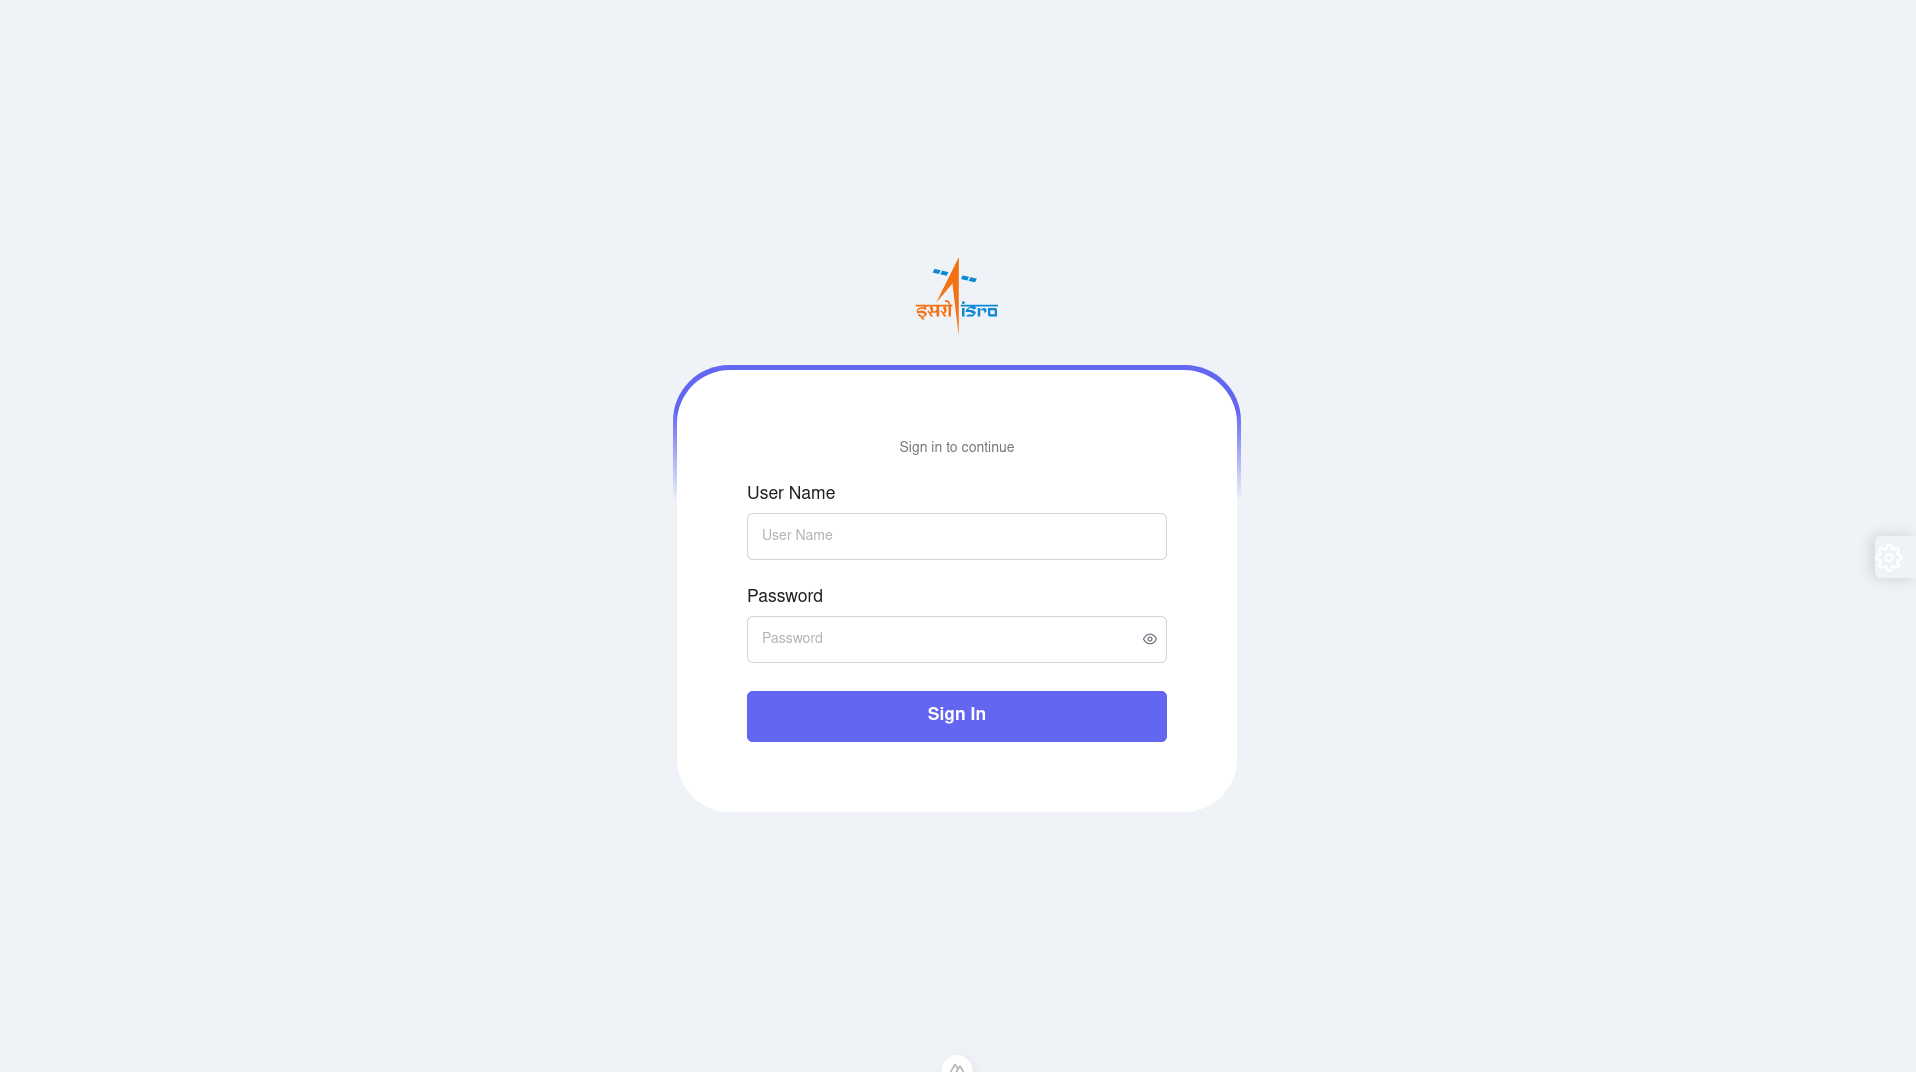 इसरो isro
Sign in to continue
User Name
User Name
Password
Password
Sign In